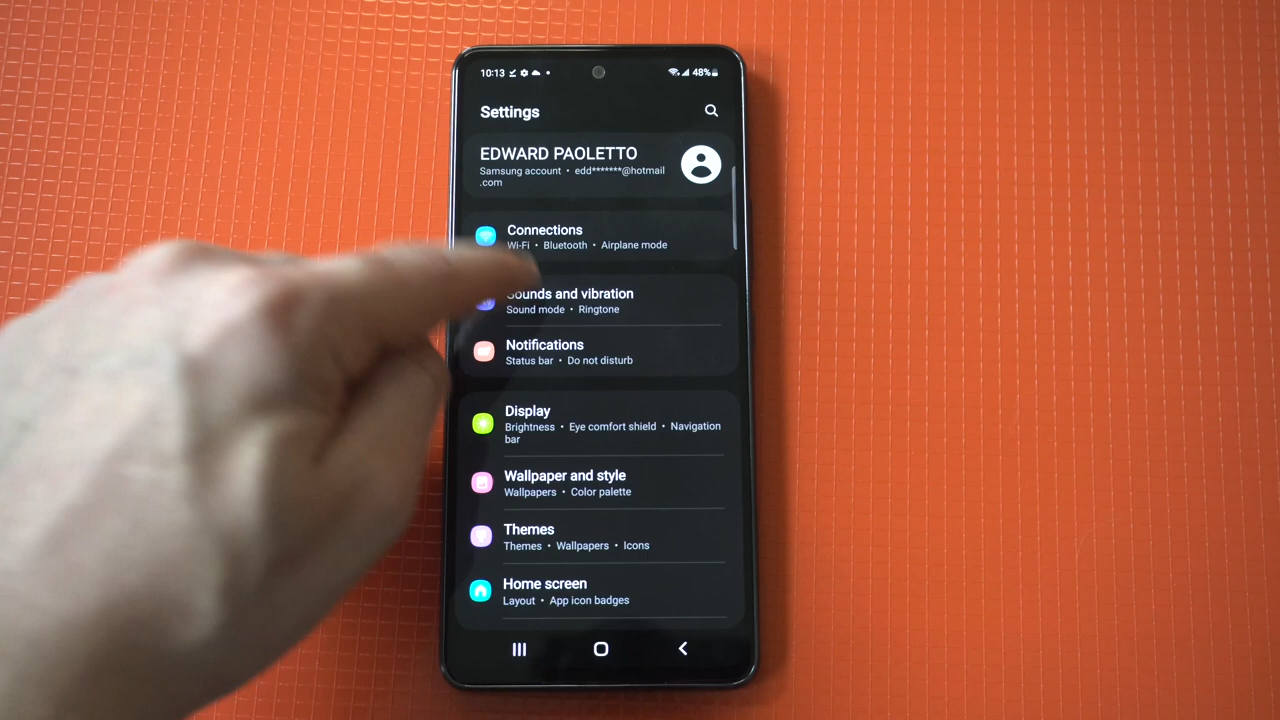 10:13
48%
Settings
EDWARD PAOLETTO
Samsung account • edd*******@hotmail
.com
Connections
Wi-Fi • Bluetooth • Airplane mode
Sounds and vibration
Sound mode • Ringtone
Notifications
Status bar • Do not disturb
Display
Brightness • Eye comfort shield • Navigation
bar
Wallpaper and style
Wallpapers • Color palette
Themes
Themes • Wallpapers • Icons
Home screen
Layout • App icon badges